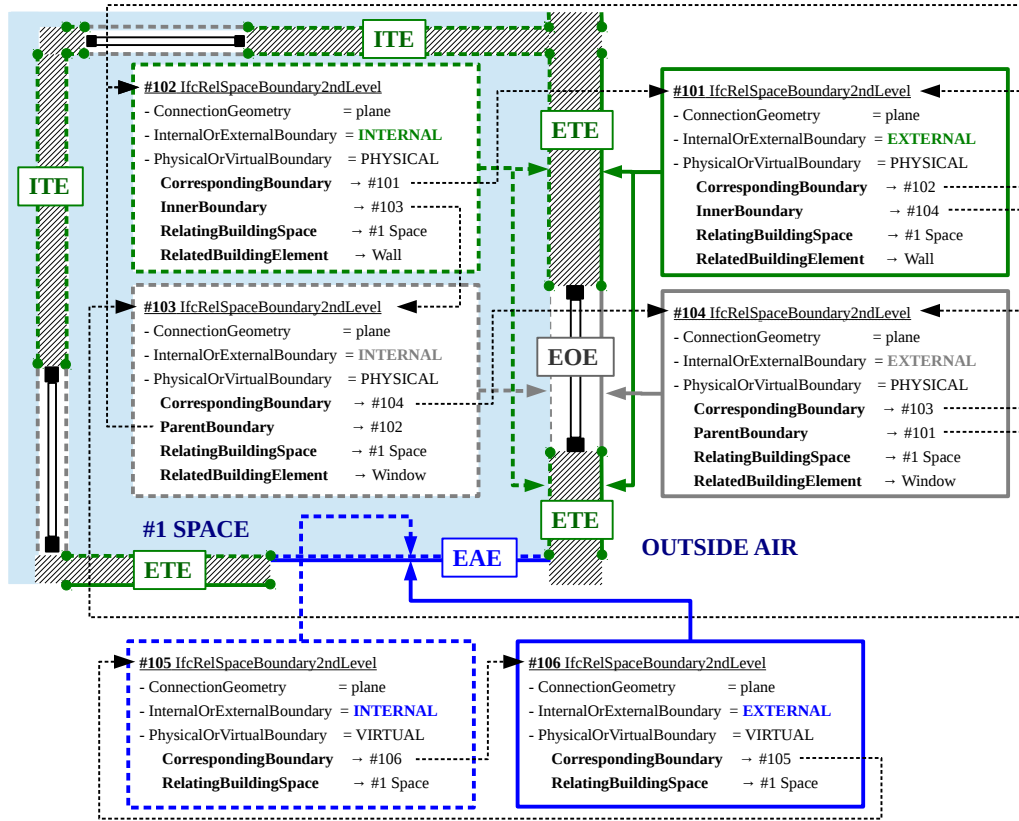 ITE
ITE
ETE
#102 IfcRelSpaceBoundary2ndLevel
- ConnectionGeometry = plane
- InternalOrExternalBoundary = INTERNAL
- PhysicalOrVirtualBoundary = PHYSICAL
CorrespondingBoundary → #101
InnerBoundary → #103
RelatingBuildingSpace → #1 Space
RelatedBuildingElement → Wall
#101 IfcRelSpaceBoundary2ndLevel
- ConnectionGeometry = plane
- InternalOrExternalBoundary = EXTERNAL
- PhysicalOrVirtualBoundary = PHYSICAL
CorrespondingBoundary → #102
InnerBoundary → #104
RelatingBuildingSpace → #1 Space
RelatedBuildingElement → Wall
#103 IfcRelSpaceBoundary2ndLevel
- ConnectionGeometry = plane
- InternalOrExternalBoundary = INTERNAL
- PhysicalOrVirtualBoundary = PHYSICAL
CorrespondingBoundary → #104
ParentBoundary → #102
RelatingBuildingSpace → #1 Space
RelatedBuildingElement → Window
EOE
#104 IfcRelSpaceBoundary2ndLevel
- ConnectionGeometry = plane
- InternalOrExternalBoundary = EXTERNAL
- PhysicalOrVirtualBoundary = PHYSICAL
CorrespondingBoundary → #103
ParentBoundary → #101
RelatingBuildingSpace → #1 Space
RelatedBuildingElement → Window
#1 SPACE
ETE
OUTSIDE AIR
ETE
EAE
#105 IfcRelSpaceBoundary2ndLevel
- ConnectionGeometry = plane
- InternalOrExternalBoundary = INTERNAL
- PhysicalOrVirtualBoundary = VIRTUAL
CorrespondingBoundary → #106
RelatingBuildingSpace → #1 Space
#106 IfcRelSpaceBoundary2ndLevel
- ConnectionGeometry = plane
- InternalOrExternalBoundary = EXTERNAL
- PhysicalOrVirtualBoundary = VIRTUAL
CorrespondingBoundary → #105
RelatingBuildingSpace → #1 Space